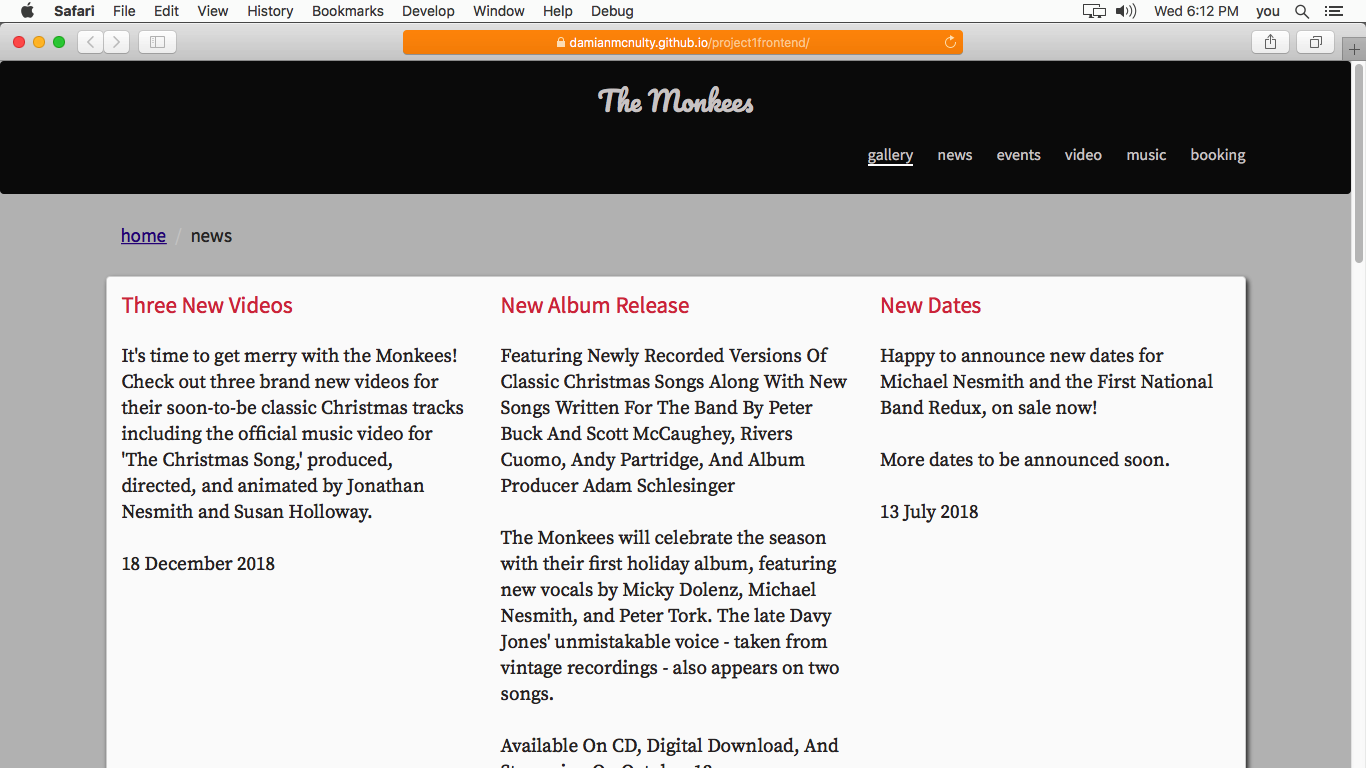 Safari File Edit View History Bookmarks Develop Window Help Debug Wed 6:12 PM you
damianmcnulty.github.io/project1frontend/
The Monkees
gallery news events video music booking
home / news
Three New Videos
It's time to get merry with the Monkees!
Check out three brand new videos for
their soon-to-be classic Christmas tracks
including the official music video for
'The Christmas Song,' produced,
directed, and animated by Jonathan
Nesmith and Susan Holloway.
18 December 2018
New Album Release
Featuring Newly Recorded Versions Of
Classic Christmas Songs Along With New
Songs Written For The Band By Peter
Buck And Scott McCaughey, Rivers
Cuomo, Andy Partridge, And Album
Producer Adam Schlesinger
The Monkees will celebrate the season
with their first holiday album, featuring
new vocals by Micky Dolenz, Michael
Nesmith, and Peter Tork. The late Davy
Jones' unmistakable voice - taken from
vintage recordings - also appears on two
songs.
Available On CD, Digital Download, And
New Dates
Happy to announce new dates for
Michael Nesmith and the First National
Band Redux, on sale now!
More dates to be announced soon.
13 July 2018